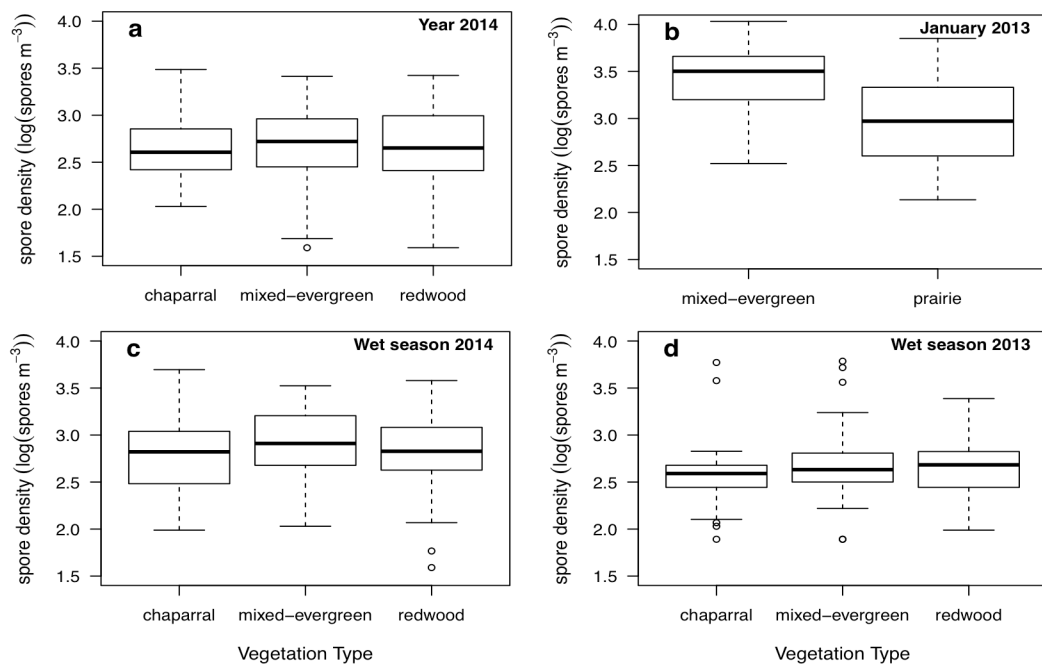 a
Year 2014
spore density (log(spores m⁻³))
4.0
3.5
3.0
2.5
2.0
1.5
chaparral mixed−evergreen redwood
b
January 2013
spore density (log(spores m⁻³))
4.0
3.5
3.0
2.5
2.0
1.5
mixed−evergreen prairie
c
Wet season 2014
spore density (log(spores m⁻³))
4.0
3.5
3.0
2.5
2.0
1.5
chaparral mixed−evergreen redwood
Vegetation Type
d
Wet season 2013
spore density (log(spores m⁻³))
4.0
3.5
3.0
2.5
2.0
1.5
chaparral mixed−evergreen redwood
Vegetation Type